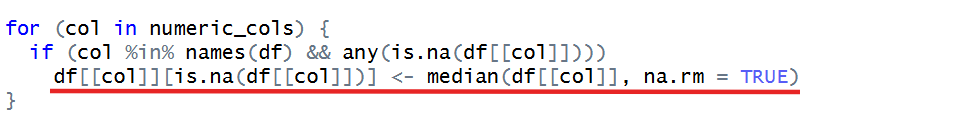 for (col in numeric_cols) {
  if (col %in% names(df) && any(is.na(df[[col]])))
    df[[col]][is.na(df[[col]])] <- median(df[[col]], na.rm = TRUE)
}